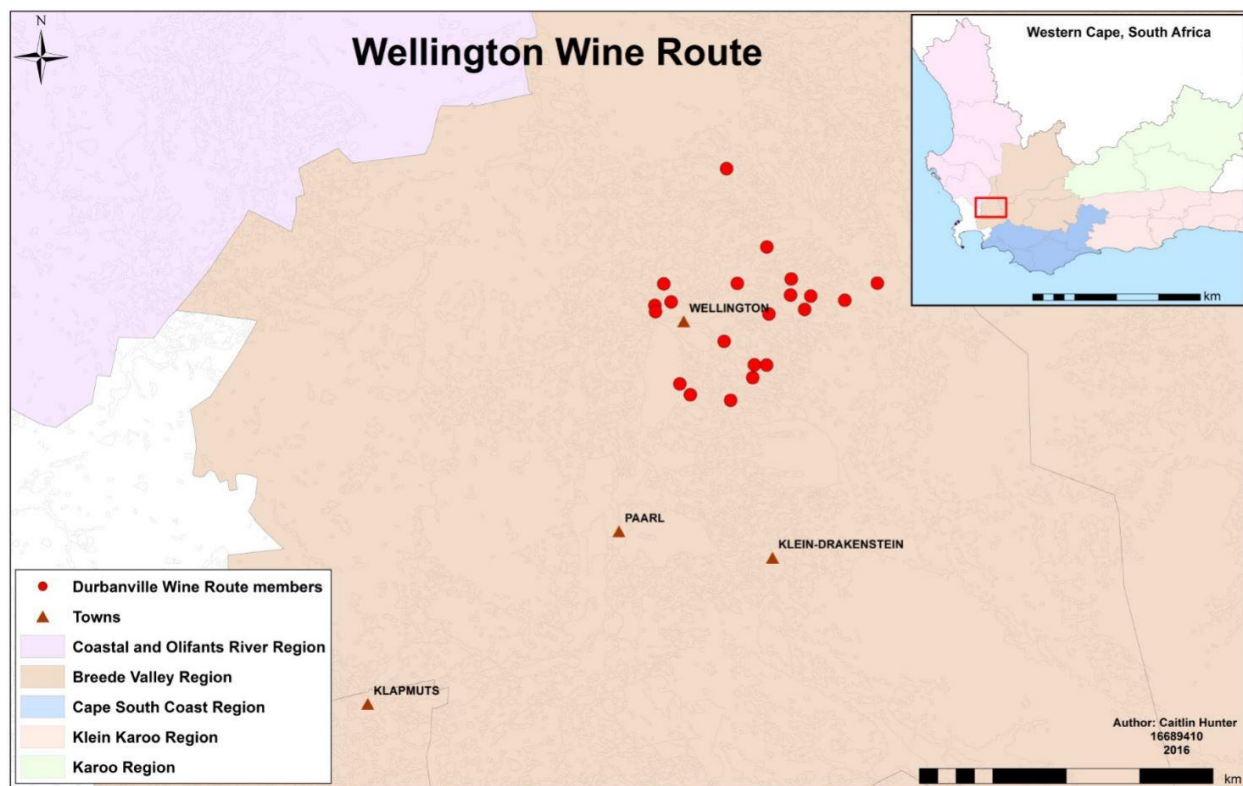 N
Wellington Wine Route
Western Cape, South Africa
km
WELLINGTON
PAARL
KLEIN-DRAKENSTEIN
KLAPMUTS
Durbanville Wine Route members
Towns
Coastal and Olifants River Region
Breede Valley Region
Cape South Coast Region
Klein Karoo Region
Karoo Region
Author: Caitlin Hunter
16689410
2016
km